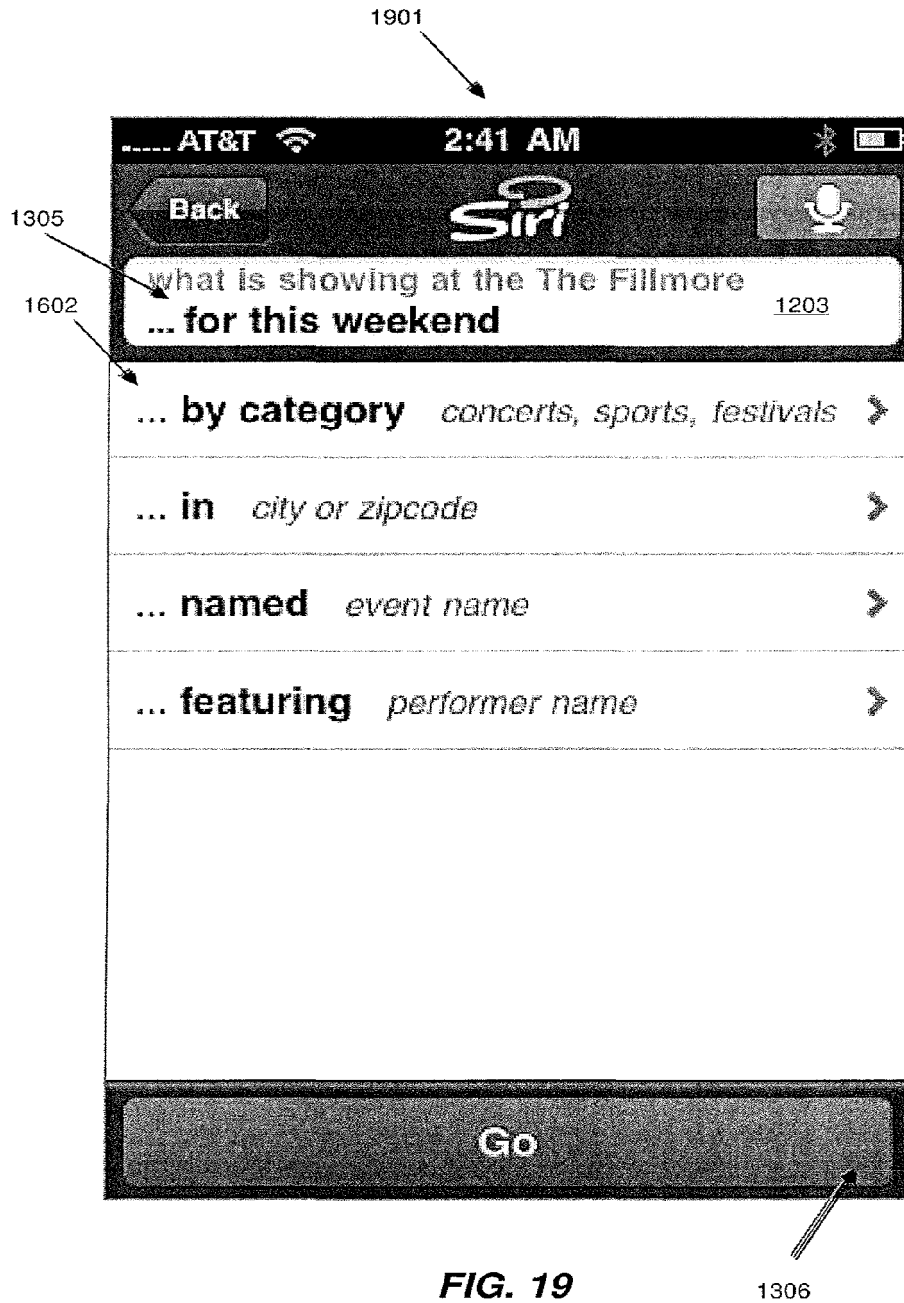 1901
..... AT&T 2:41 AM
Back Siri
1305
what is showing at the The Fillmore
1602
... for this weekend 1203
... by category concerts, sports, festivals >
... in city or zipcode >
... named event name >
... featuring performer name >
Go
FIG. 19 1306